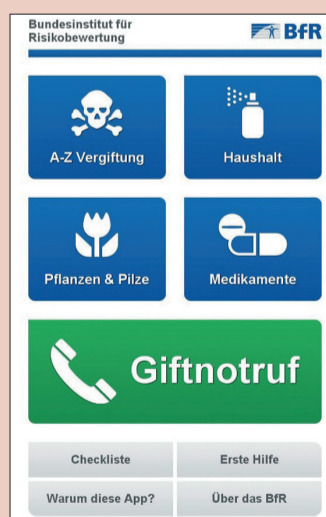 Bundesinstitut für
Risikobewertung
BfR
A-Z Vergiftung
Haushalt
Pflanzen & Pilze
Medikamente
Giftnotruf
Checkliste
Erste Hilfe
Warum diese App?
Über das BfR